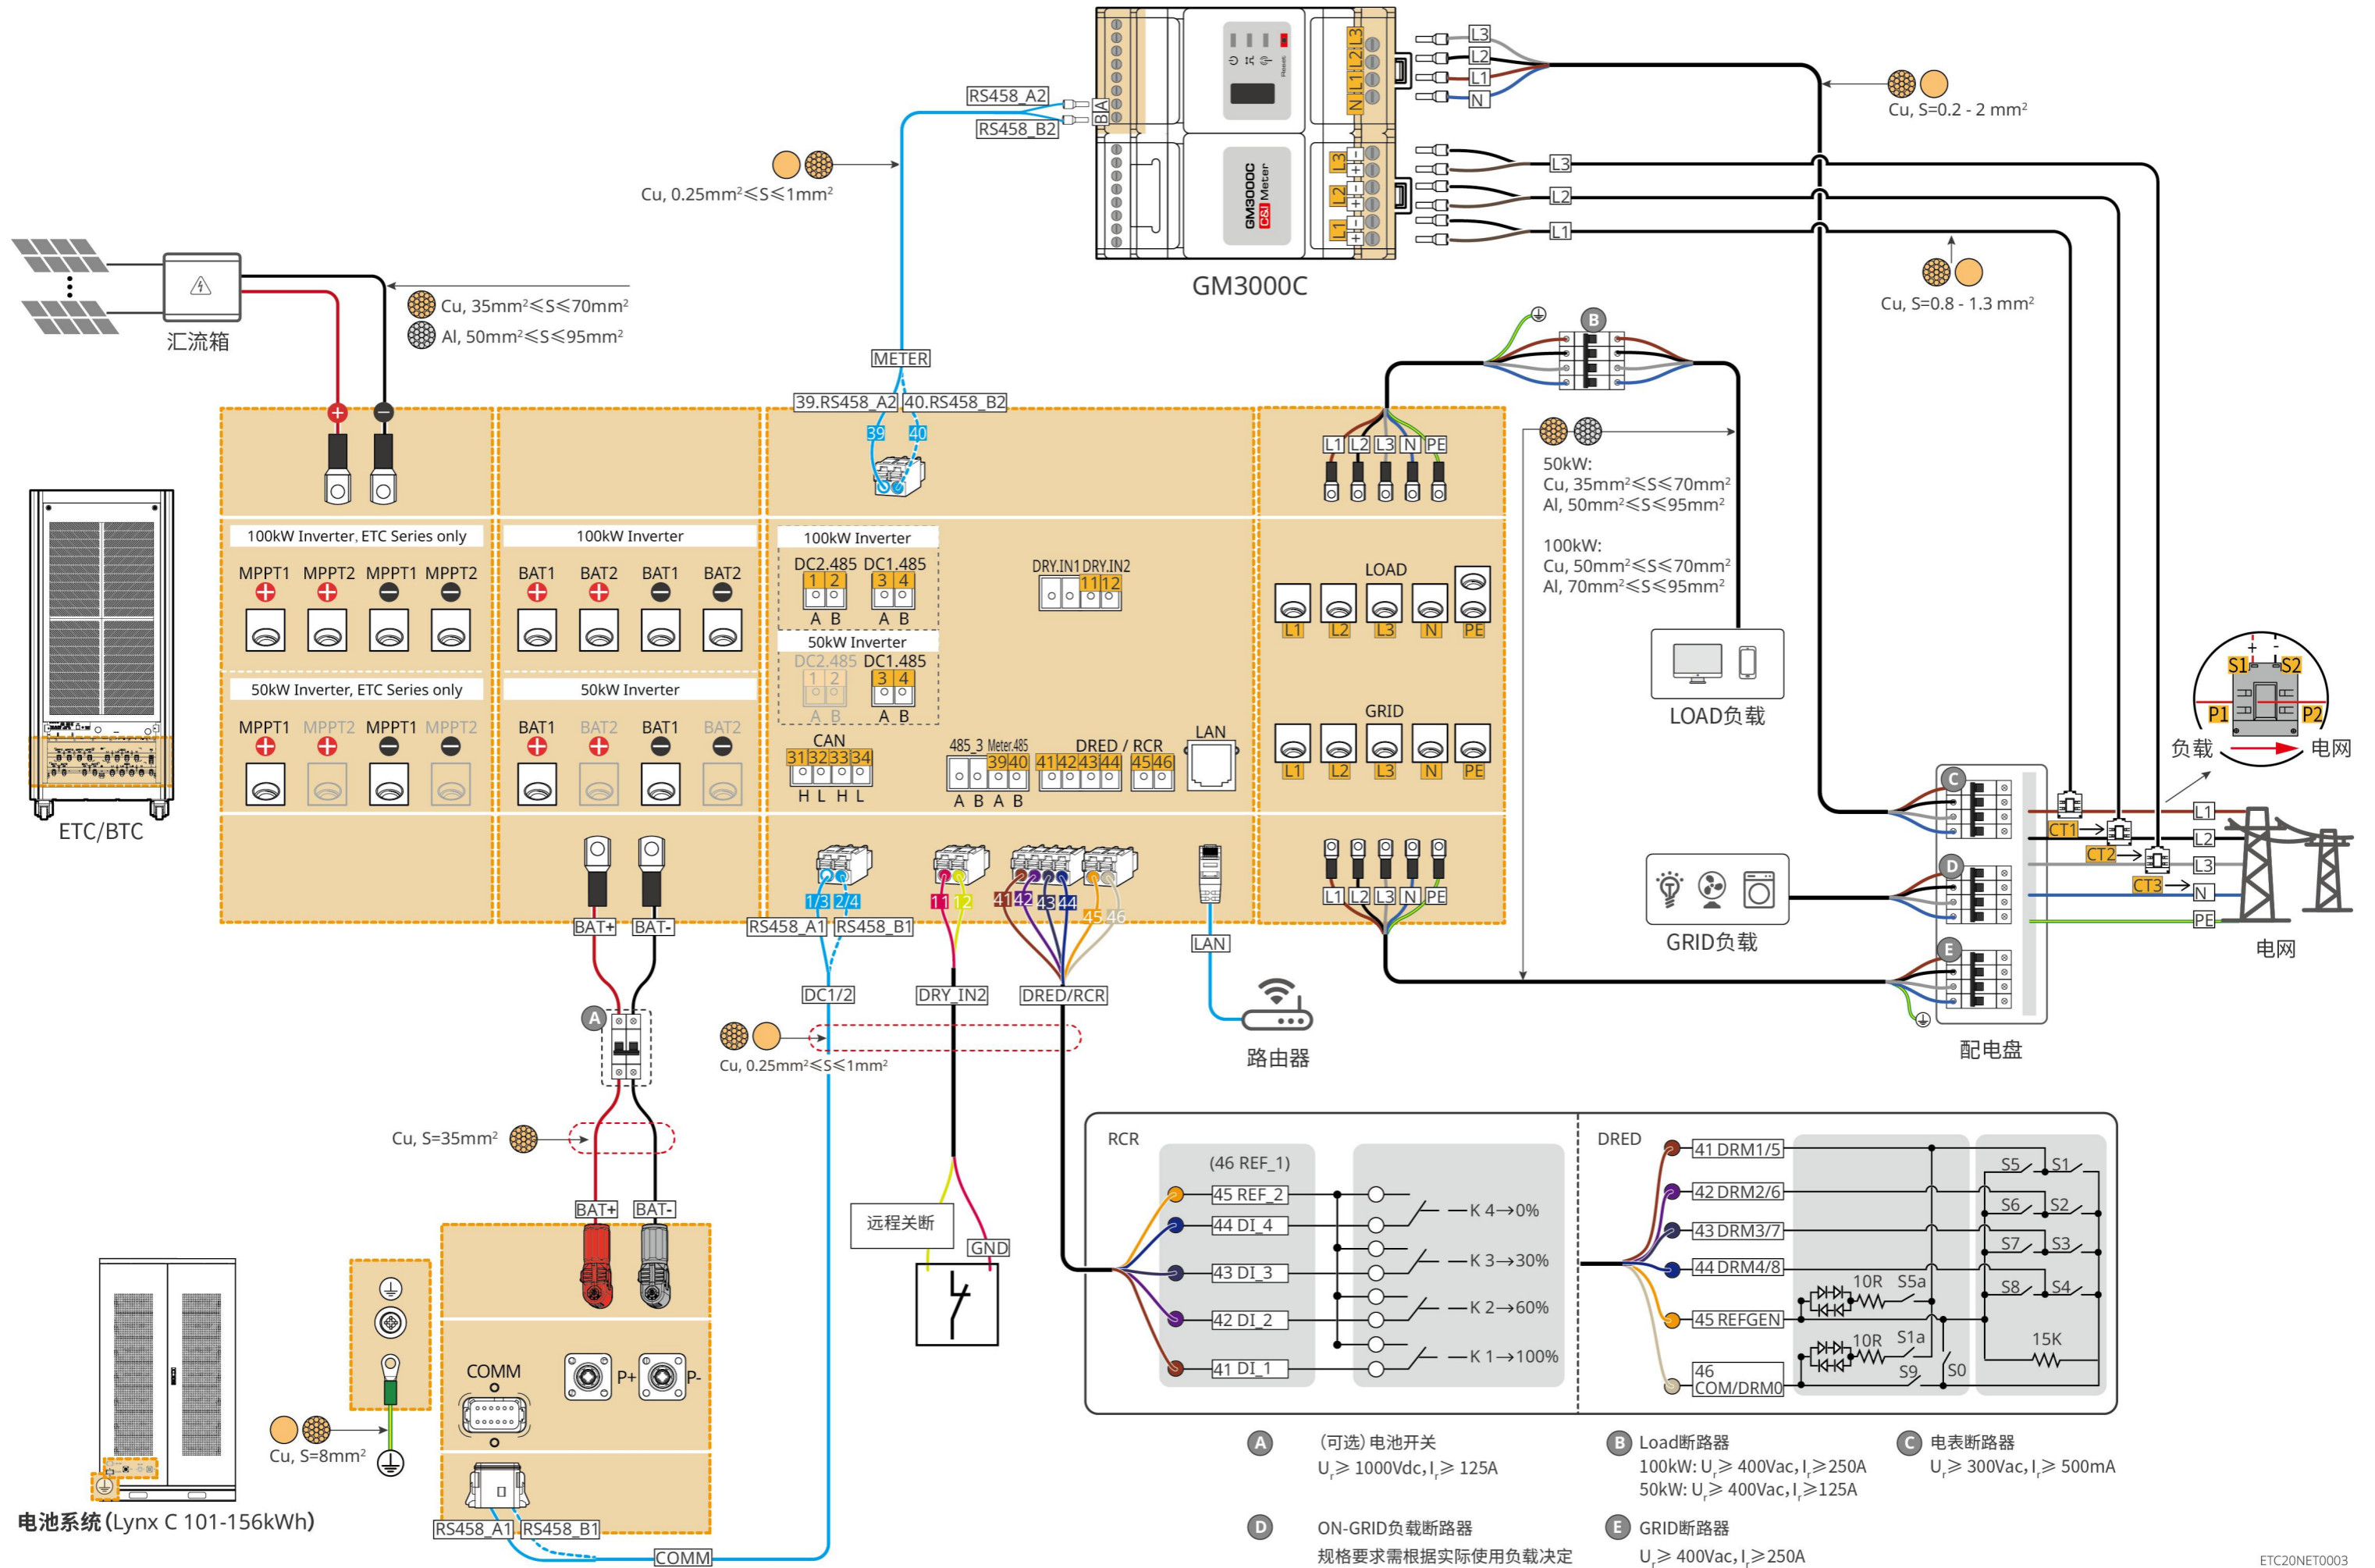 L3
L2
L1
N
N L1 L2 L3
Reset
RS458_A2
RS458_B2
A
B
Cu, S=0.2 - 2 mm²
GM3000C
C&I Meter
L3
- +
L2
- +
L1
- +
L3
L2
L1
Cu, 0.25mm²≤S≤1mm²
GM3000C
Cu, S=0.8 - 1.3 mm²
汇流箱
Cu, 35mm²≤S≤70mm²
Al, 50mm²≤S≤95mm²
METER
39.RS458_A2 40.RS458_B2
39 40
B
L1 L2 L3 N PE
50kW:
Cu, 35mm²≤S≤70mm²
Al, 50mm²≤S≤95mm²
100kW:
Cu, 50mm²≤S≤70mm²
Al, 70mm²≤S≤95mm²
ETC/BTC
100kW Inverter, ETC Series only
MPPT1 MPPT2 MPPT1 MPPT2
50kW Inverter, ETC Series only
MPPT1 MPPT2 MPPT1 MPPT2
100kW Inverter
BAT1 BAT2 BAT1 BAT2
50kW Inverter
BAT1 BAT2 BAT1 BAT2
100kW Inverter
DC2.485 DC1.485
1 2 3 4
A B A B
50kW Inverter
DC2.485 DC1.485
1 2 3 4
A B A B
DRY.IN1 DRY.IN2
11 12
CAN
31 32 33 34
H L H L
485_3 Meter.485
39 40
A B A B
DRED / RCR
41 42 43 44 45 46
LAN
LOAD
L1 L2 L3 N PE
GRID
L1 L2 L3 N PE
LOAD负载
S1 + - S2
P1 P2
负载 电网
C
D
E
CT1
CT2
CT3
L1
L2
L3
N
PE
电网
GRID负载
配电盘
BAT+ BAT-
1/3 2/4
RS458_A1 RS458_B1
11 12
41 42 43 44 45 46
LAN
L1 L2 L3 N PE
DC1/2
DRY_IN2
DRED/RCR
A
Cu, 0.25mm²≤S≤1mm²
路由器
Cu, S=35mm²
BAT+ BAT-
远程关断
GND
RCR
(46 REF_1)
45 REF_2
44 DI_4
43 DI_3
42 DI_2
41 DI_1
K 4→0%
K 3→30%
K 2→60%
K 1→100%
DRED
41 DRM1/5
42 DRM2/6
43 DRM3/7
44 DRM4/8
45 REFGEN
46
COM/DRM0
10R S5a
10R S1a
S9 S0
S5 S1
S6 S2
S7 S3
S8 S4
15K
COMM
P+ P-
Cu, S=8mm²
电池系统(Lynx C 101-156kWh)
RS458_A1 RS458_B1
COMM
A (可选)电池开关
Uᵣ≥ 1000Vdc, Iᵣ≥ 125A
B Load断路器
100kW: Uᵣ≥ 400Vac, Iᵣ≥250A
50kW: Uᵣ≥ 400Vac, Iᵣ≥125A
C 电表断路器
Uᵣ≥ 300Vac, Iᵣ≥ 500mA
D ON-GRID负载断路器
规格要求需根据实际使用负载决定
E GRID断路器
Uᵣ≥ 400Vac, Iᵣ≥250A
ETC20NET0003